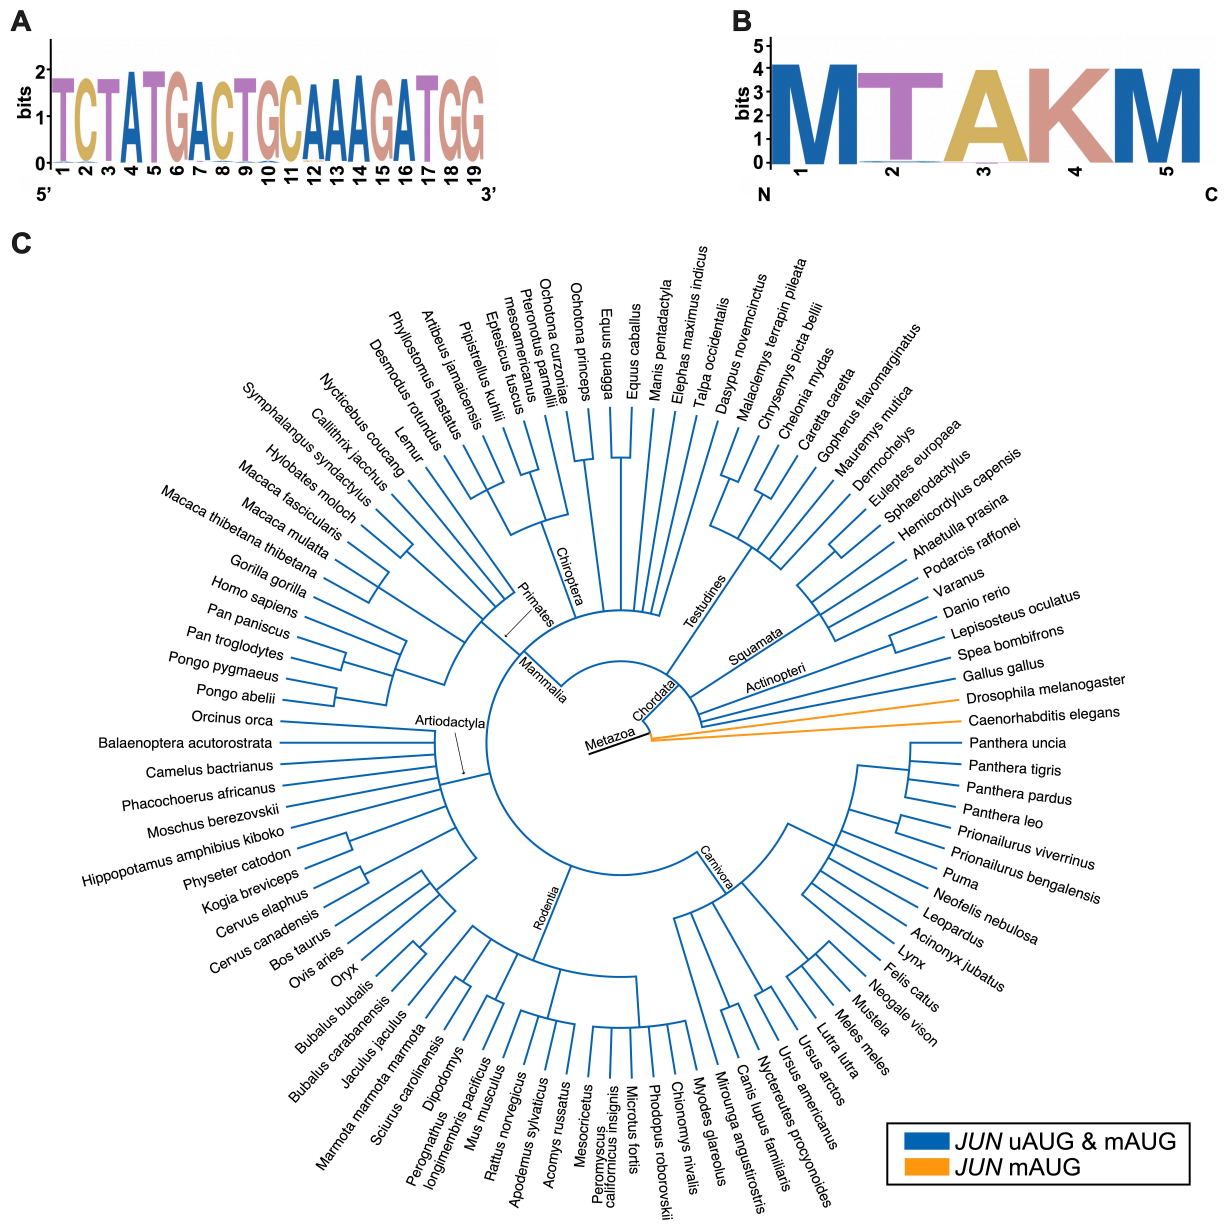 A
bits
2
1
0
TCTATGACTGCAAAGATGG
1 2 3 4 5 6 7 8 9 10 11 12 13 14 15 16 17 18 19
5’ 3’
B
bits
5
4
3
2
1
0
MTAKM
1 2 3 4 5
N C
C
Macaca thibetana thibetana
Macaca mulatta
Macaca fascicularis
Hylobates moloch
Symphalangus syndactylus
Callithrix jacchus
Nycticebus coucang
Lemur
Desmodus rotundus
Phyllostomus hastatus
Artibeus jamaicensis
Pipistrellus kuhlii
Eptesicus fuscus
Pteronotus parnellii
mesoamericanus
Ochotona curzoniae
Ochotona princeps
Equus quagga
Equus caballus
Manis pentadactyla
Elephas maximus indicus
Talpa occidentalis
Dasypus novemcinctus
Malaclemys terrapin pileata
Chrysemys picta bellii
Chelonia mydas
Caretta caretta
Gopherus flavomarginatus
Mauremys mutica
Dermochelys
Euleptes europaea
Sphaerodactylus
Hemicordylus capensis
Ahaetulla prasina
Podarcis raffonei
Varanus
Danio rerio
Lepisosteus oculatus
Spea bombifrons
Gallus gallus
Drosophila melanogaster
Caenorhabditis elegans
Panthera uncia
Panthera tigris
Panthera pardus
Panthera leo
Prionailurus viverrinus
Prionailurus bengalensis
Puma
Neofelis nebulosa
Leopardus
Acinonyx jubatus
Lynx
Felis catus
Neogale vison
Mustela
Meles meles
Lutra lutra
Ursus arctos
Ursus americanus
Nyctereutes procyonoides
Canis lupus familiaris
Mirounga angustirostris
Myodes glareolus
Chionomys nivalis
Phodopus roborovskii
Microtus fortis
Peromyscus
californicus insignis
Mesocricetus
Acomys russatus
Apodemus sylvaticus
Rattus norvegicus
Mus musculus
Perognathus
longimembris pacificus
Dipodomys
Sciurus carolinensis
Marmota marmota marmota
Jaculus jaculus
Bubalus carabanensis
Bubalus bubalis
Oryx
Ovis aries
Bos taurus
Cervus canadensis
Cervus elaphus
Kogia breviceps
Physeter catodon
Hippopotamus amphibius kiboko
Moschus berezovskii
Phacochoerus africanus
Camelus bactrianus
Balaenoptera acutorostrata
Orcinus orca
Pongo abelii
Pongo pygmaeus
Pan troglodytes
Pan paniscus
Homo sapiens
Gorilla gorilla
Chiroptera
Primates
Mammalia
Testudines
Squamata
Actinopteri
Chordata
Metazoa
Artiodactyla
Rodentia
Carnivora
JUN uAUG & mAUG
JUN mAUG